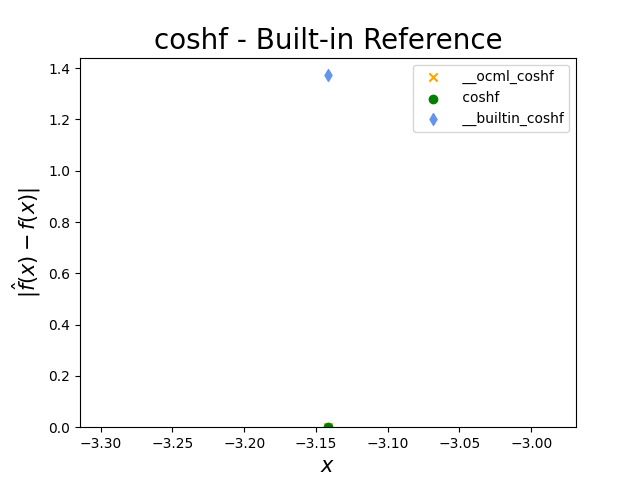 coshf - Built-in Reference
|f̂(x) − f(x)|
1.4
1.2
1.0
0.8
0.6
0.4
0.2
0.0
__ocml_coshf
coshf
__builtin_coshf
−3.30 −3.25 −3.20 −3.15 −3.10 −3.05 −3.00
x